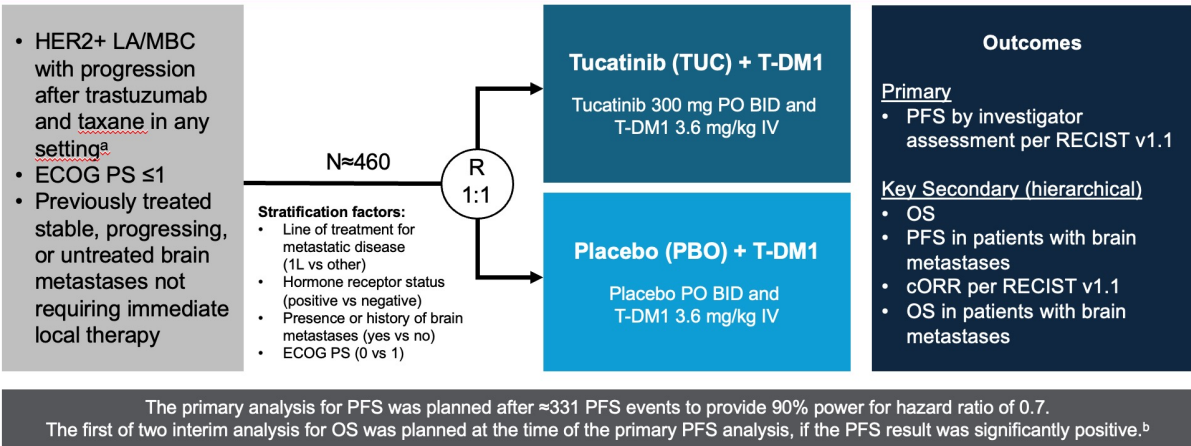 • HER2+ LA/MBC
with progression
after trastuzumab
and taxane in any
settingᵃ
• ECOG PS ≤1
• Previously treated
stable, progressing,
or untreated brain
metastases not
requiring immediate
local therapy
N≈460
Stratification factors:
• Line of treatment for
metastatic disease
(1L vs other)
• Hormone receptor status
(positive vs negative)
• Presence or history of brain
metastases (yes vs no)
• ECOG PS (0 vs 1)
R
1:1
Tucatinib (TUC) + T-DM1
Tucatinib 300 mg PO BID and
T-DM1 3.6 mg/kg IV
Placebo (PBO) + T-DM1
Placebo PO BID and
T-DM1 3.6 mg/kg IV
Outcomes
Primary
• PFS by investigator
assessment per RECIST v1.1
Key Secondary (hierarchical)
• OS
• PFS in patients with brain
metastases
• cORR per RECIST v1.1
• OS in patients with brain
metastases
The primary analysis for PFS was planned after ≈331 PFS events to provide 90% power for hazard ratio of 0.7.
The first of two interim analysis for OS was planned at the time of the primary PFS analysis, if the PFS result was significantly positive.ᵇ